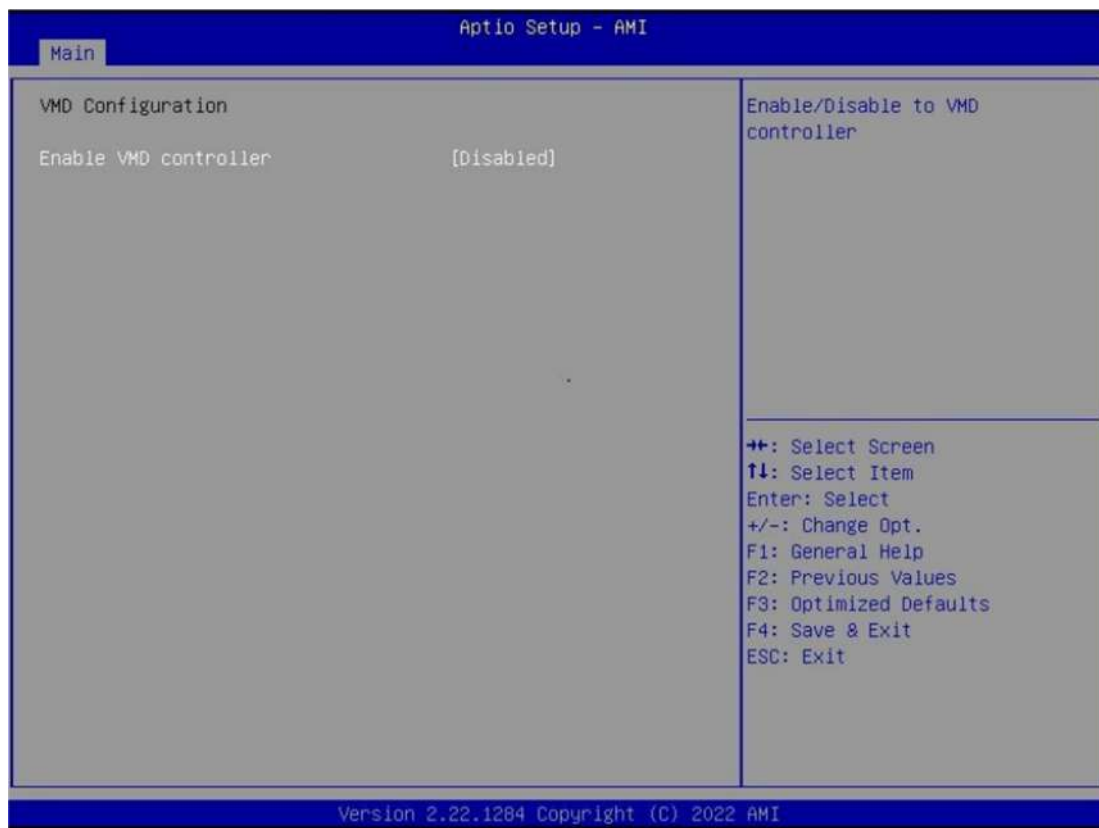 Aptio Setup - AMI
Main
VMD Configuration
Enable VMD controller [Disabled]
Enable/Disable to VMD
controller
→←: Select Screen
↑↓: Select Item
Enter: Select
+/-: Change Opt.
F1: General Help
F2: Previous Values
F3: Optimized Defaults
F4: Save & Exit
ESC: Exit
Version 2.22.1284 Copyright (C) 2022 AMI